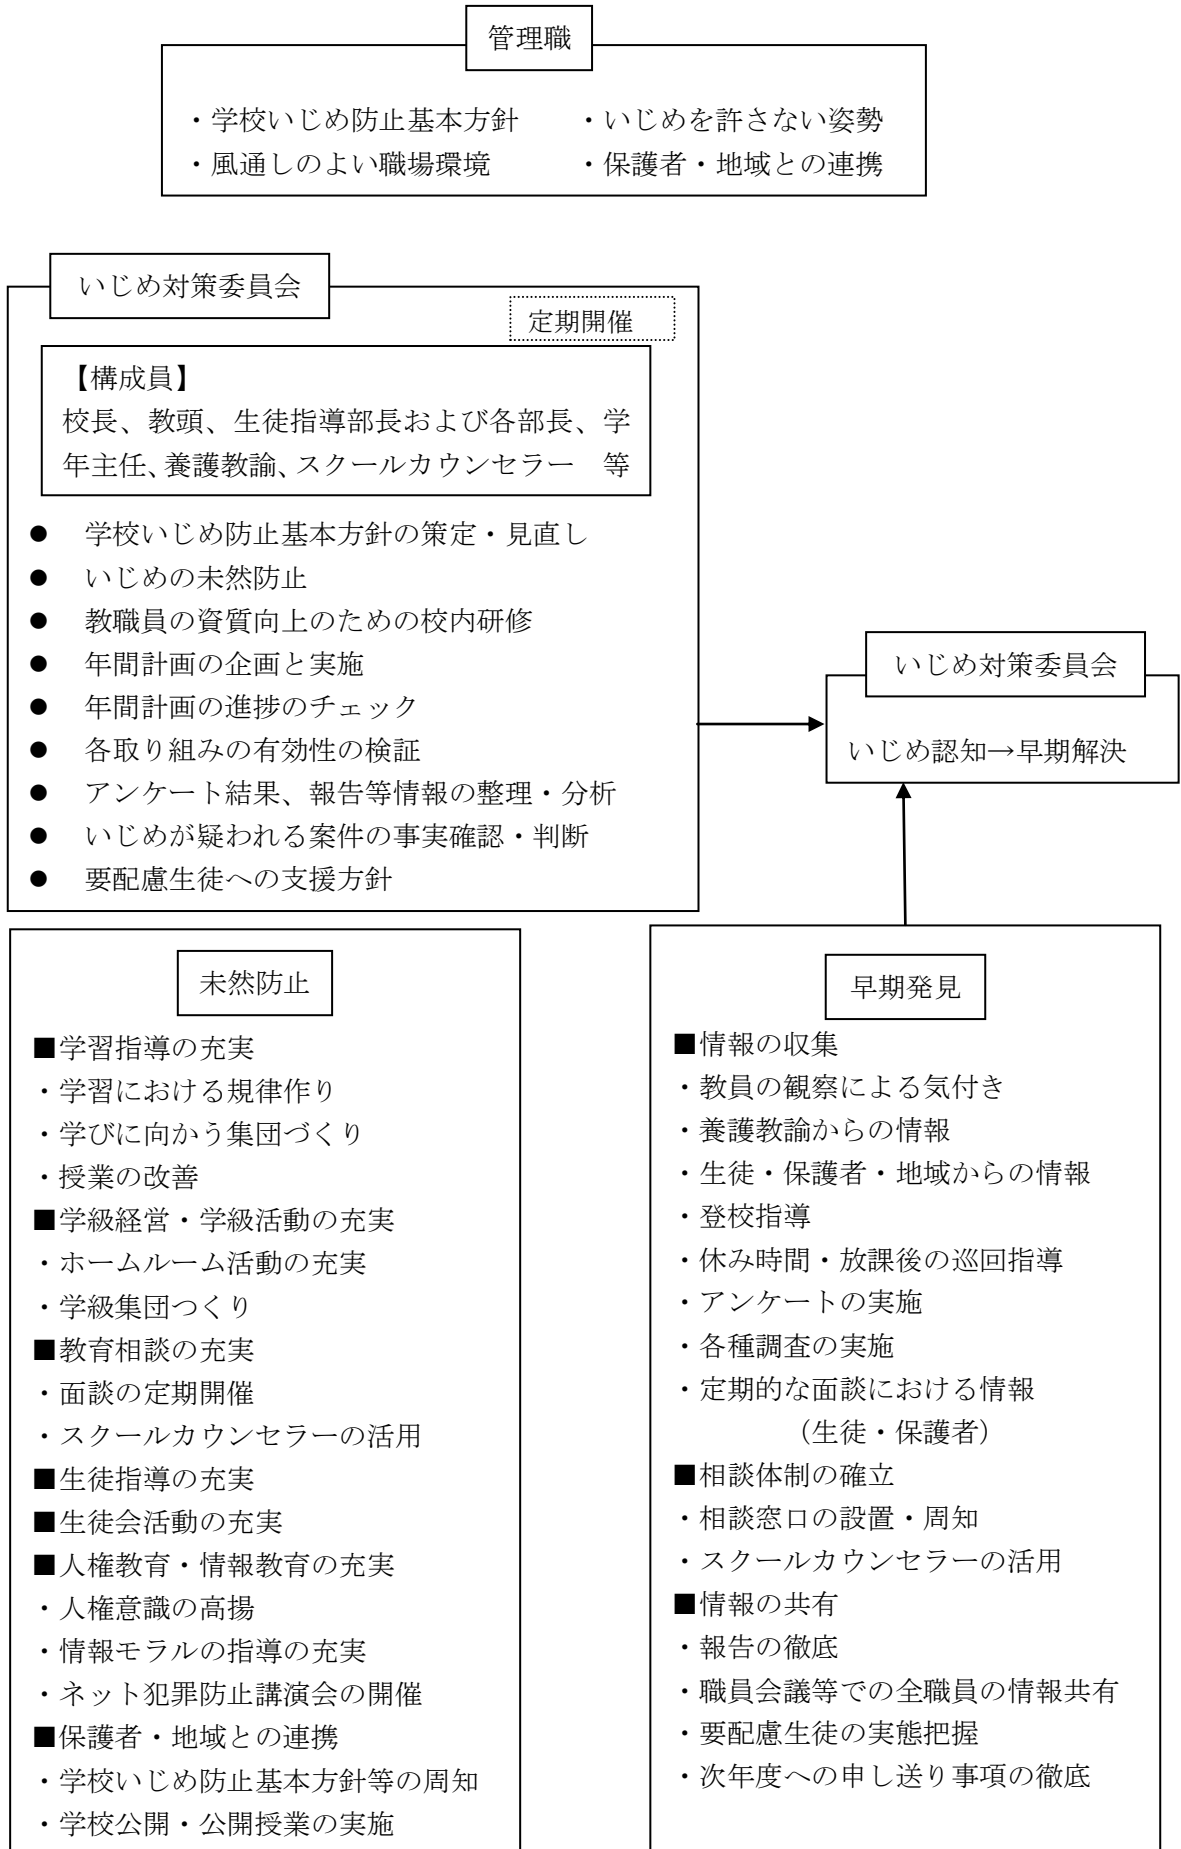 管理職
・学校いじめ防止基本方針　　・いじめを許さない姿勢
・風通しのよい職場環境　　　・保護者・地域との連携
いじめ対策委員会
定期開催
【構成員】
校長、教頭、生徒指導部長および各部長、学
年主任、養護教諭、スクールカウンセラー　等
●　学校いじめ防止基本方針の策定・見直し
●　いじめの未然防止
●　教職員の資質向上のための校内研修
●　年間計画の企画と実施
●　年間計画の進捗のチェック
●　各取り組みの有効性の検証
●　アンケート結果、報告等情報の整理・分析
●　いじめが疑われる案件の事実確認・判断
●　要配慮生徒への支援方針
いじめ対策委員会
いじめ認知→早期解決
未然防止
■学習指導の充実
・学習における規律作り
・学びに向かう集団づくり
・授業の改善
■学級経営・学級活動の充実
・ホームルーム活動の充実
・学級集団つくり
■教育相談の充実
・面談の定期開催
・スクールカウンセラーの活用
■生徒指導の充実
■生徒会活動の充実
■人権教育・情報教育の充実
・人権意識の高揚
・情報モラルの指導の充実
・ネット犯罪防止講演会の開催
■保護者・地域との連携
・学校いじめ防止基本方針等の周知
・学校公開・公開授業の実施
早期発見
■情報の収集
・教員の観察による気付き
・養護教諭からの情報
・生徒・保護者・地域からの情報
・登校指導
・休み時間・放課後の巡回指導
・アンケートの実施
・各種調査の実施
・定期的な面談における情報
（生徒・保護者）
■相談体制の確立
・相談窓口の設置・周知
・スクールカウンセラーの活用
■情報の共有
・報告の徹底
・職員会議等での全職員の情報共有
・要配慮生徒の実態把握
・次年度への申し送り事項の徹底